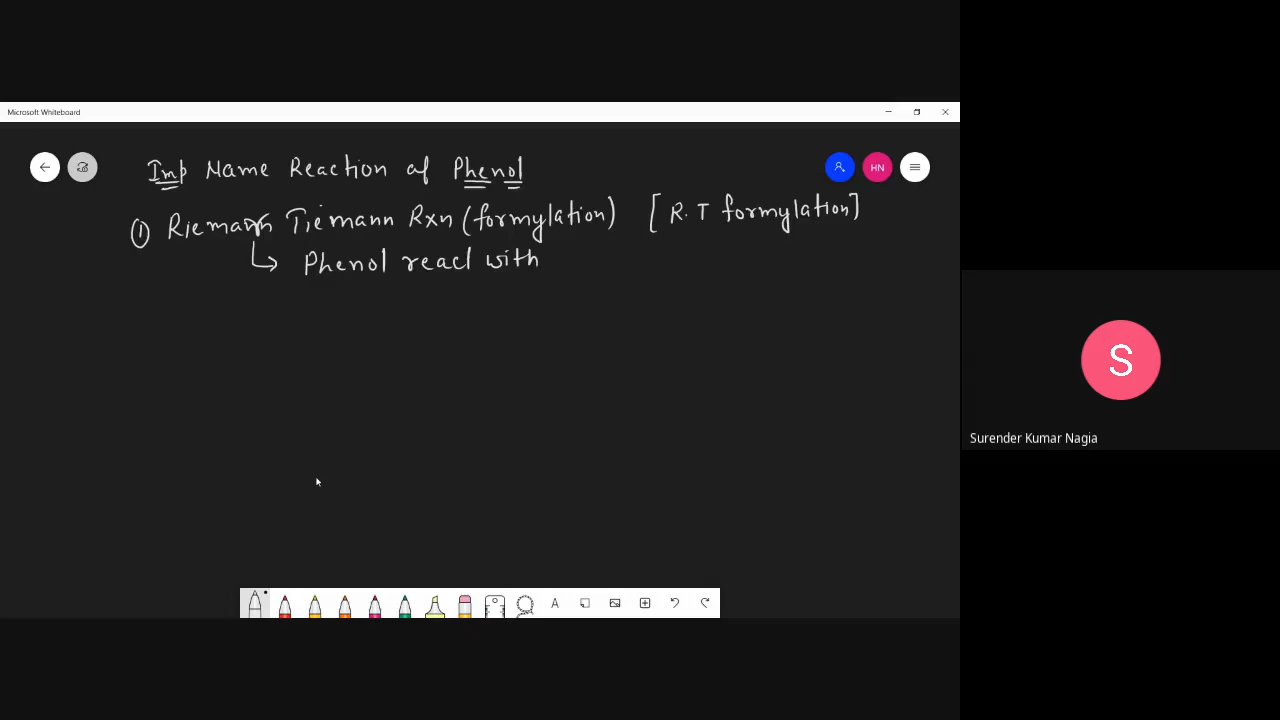 Microsoft Whiteboard
Imp Name Reaction of Phenol
HN
① Riemann Tiemann Rxn (formylation) [R.T formylation]
↳ Phenol react with
S
Surender Kumar Nagia
A